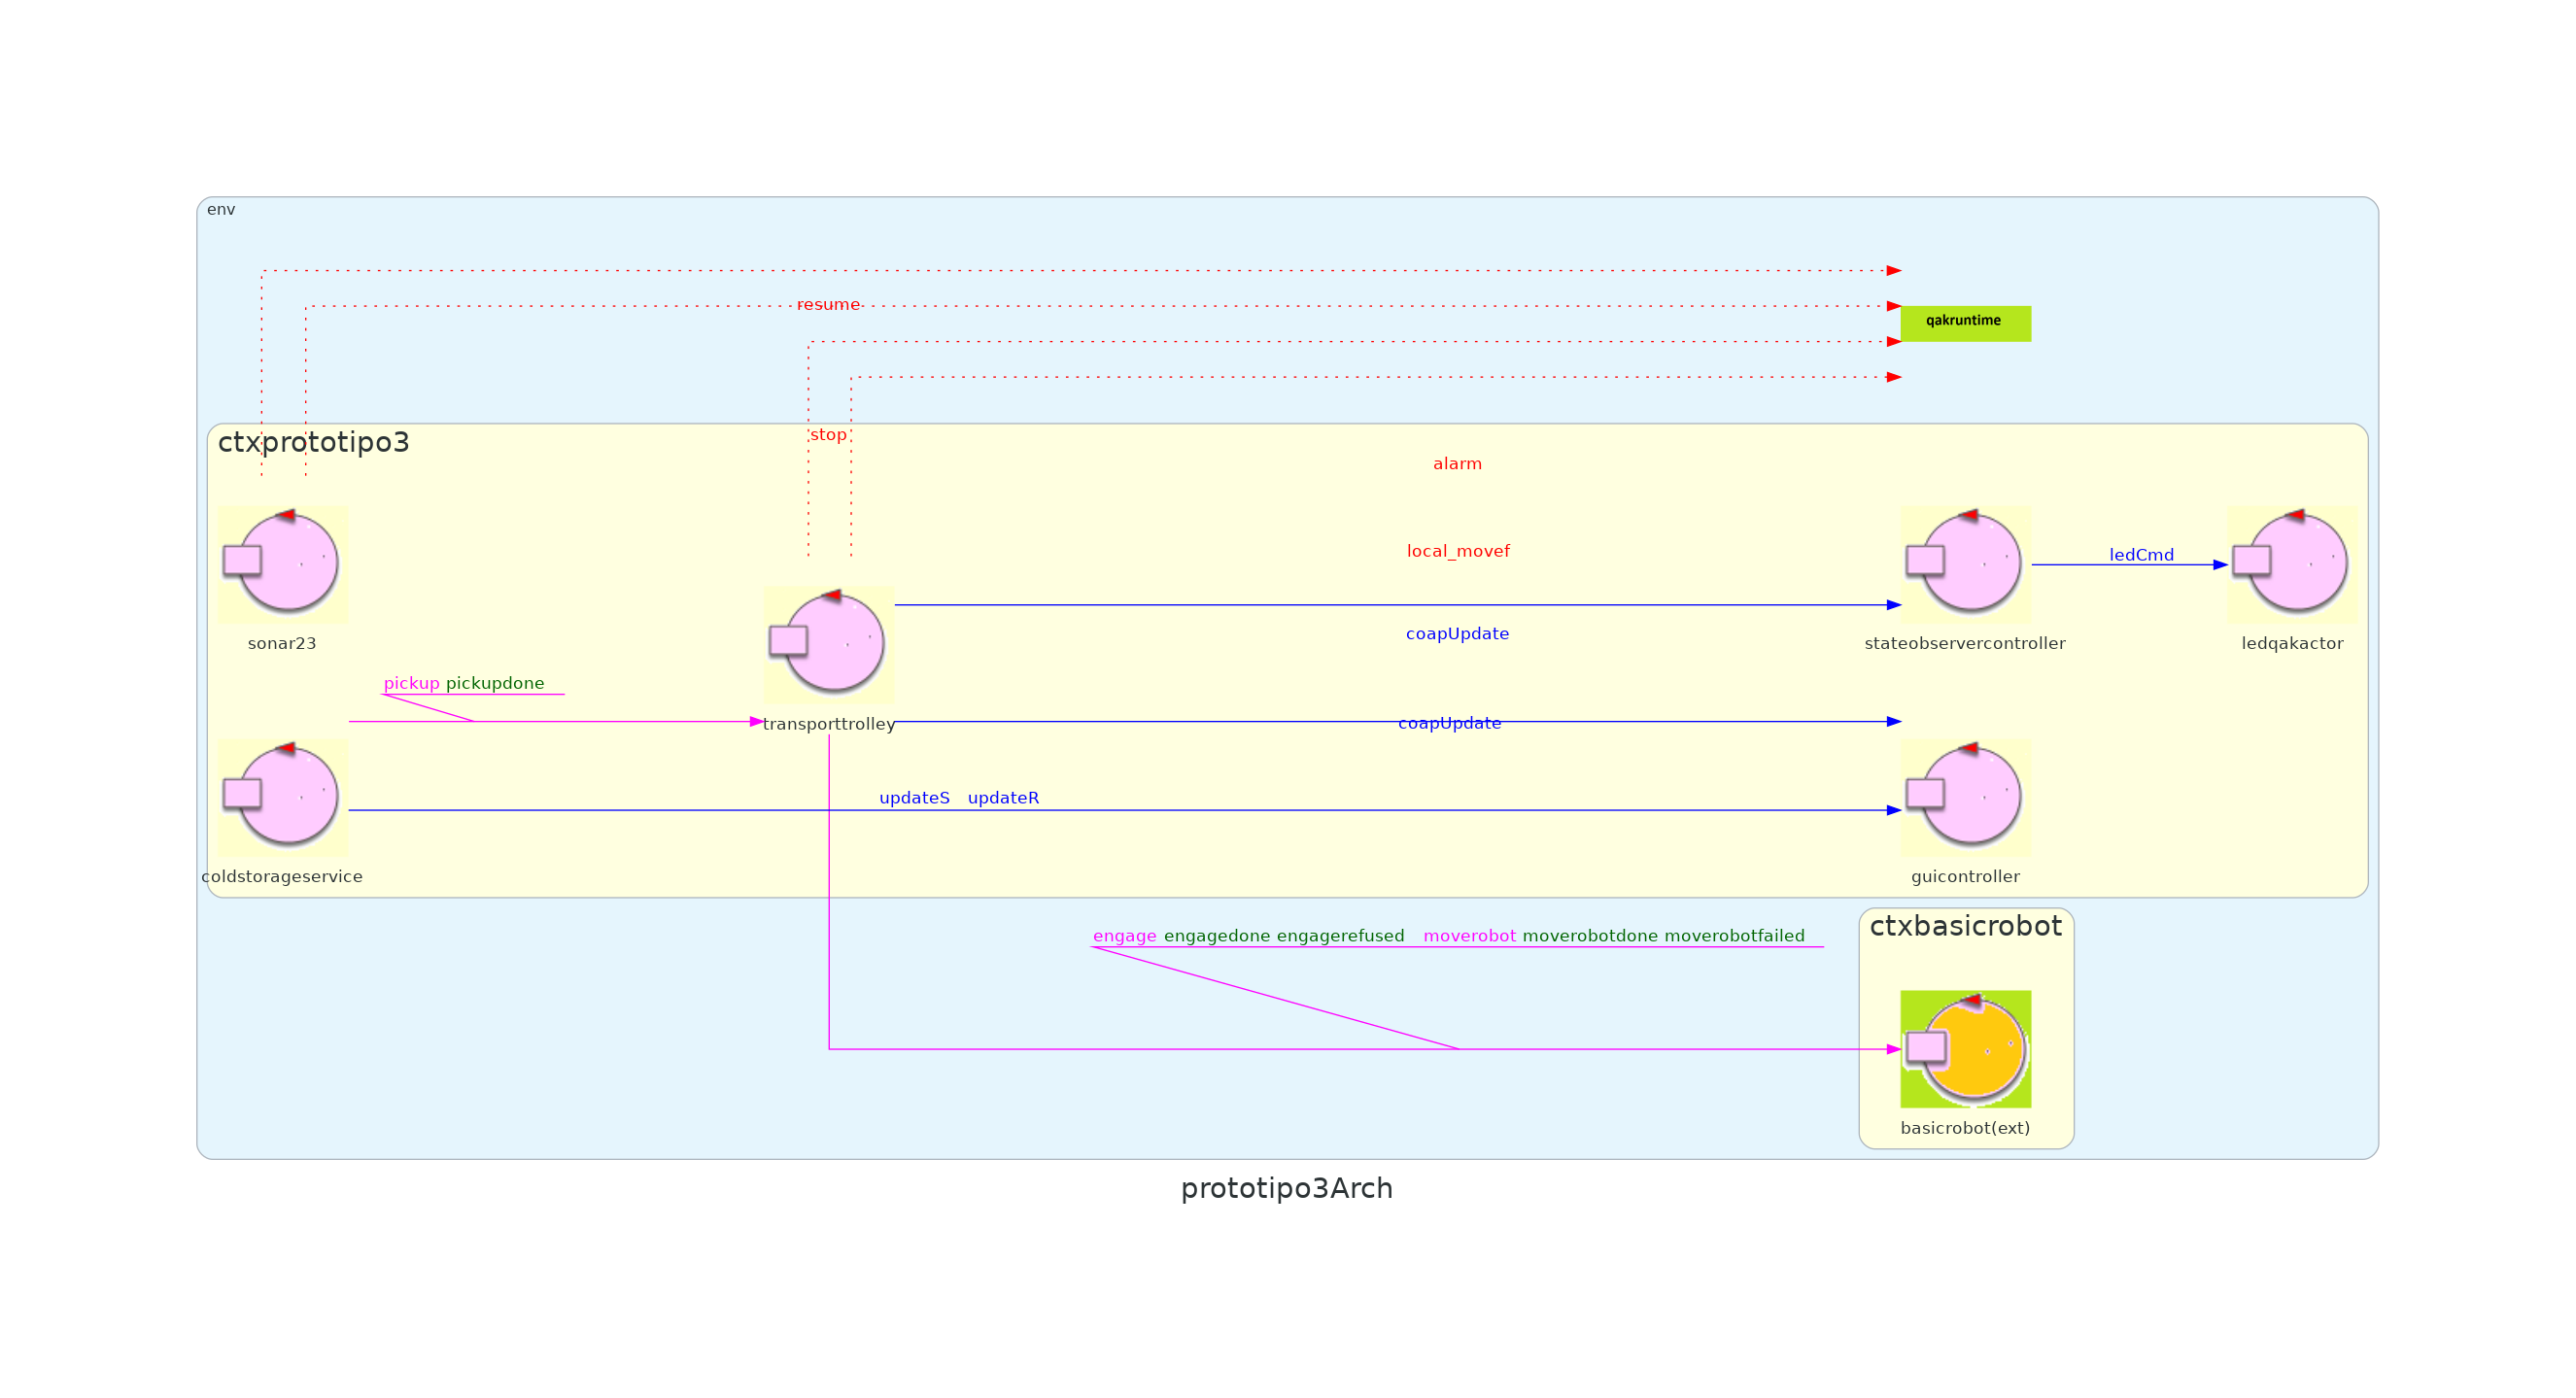 env
resume
qakruntime
ctxprototipo3
stop
alarm
local_movef
ledCmd
coapUpdate
sonar23
stateobservercontroller
ledqakactor
pickup pickupdone
transporttrolley
coapUpdate
updateS updateR
coldstorageservice
guicontroller
ctxbasicrobot
engage engagedone engagerefused moverobot moverobotdone moverobotfailed
basicrobot(ext)
prototipo3Arch